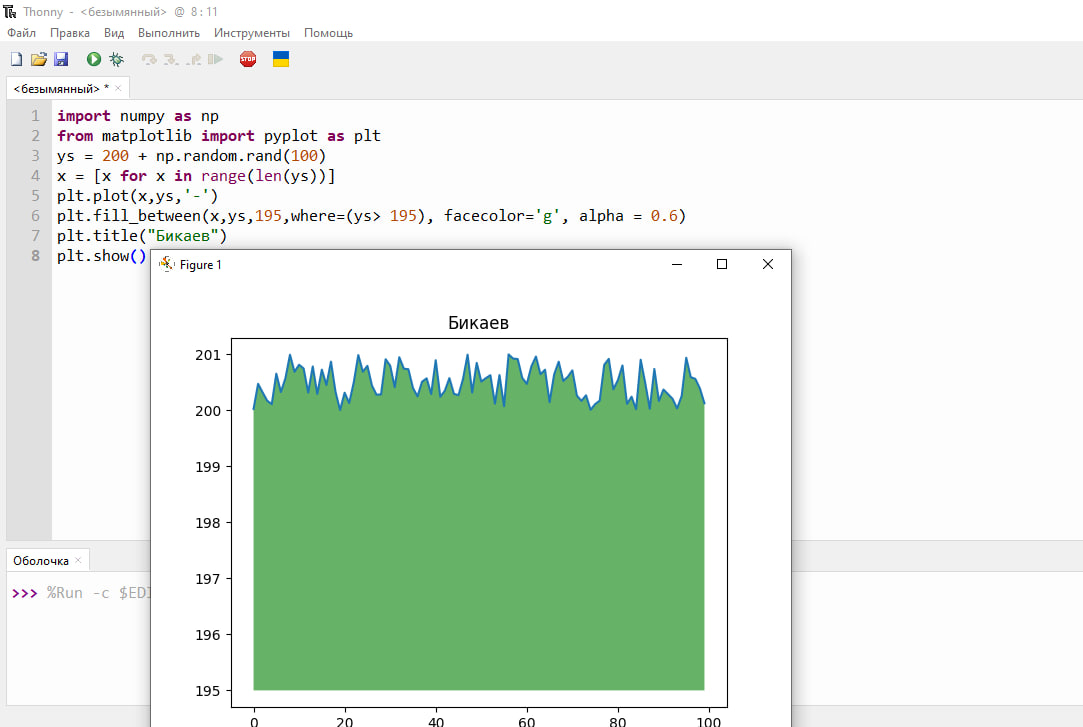 Thonny - <безымянный> @ 8:11
Файл Правка Вид Выполнить Инструменты Помощь
STOP
<безымянный> * ×
1 import numpy as np
2 from matplotlib import pyplot as plt
3 ys = 200 + np.random.rand(100)
4 x = [x for x in range(len(ys))]
5 plt.plot(x,ys,'-')
6 plt.fill_between(x,ys,195,where=(ys> 195), facecolor='g', alpha = 0.6)
7 plt.title("Бикаев")
8 plt.show()
Figure 1
Бикаев
201
200
199
198
197
196
195
0 20 40 60 80 100
Оболочка ×
>>> %Run -c $EDI